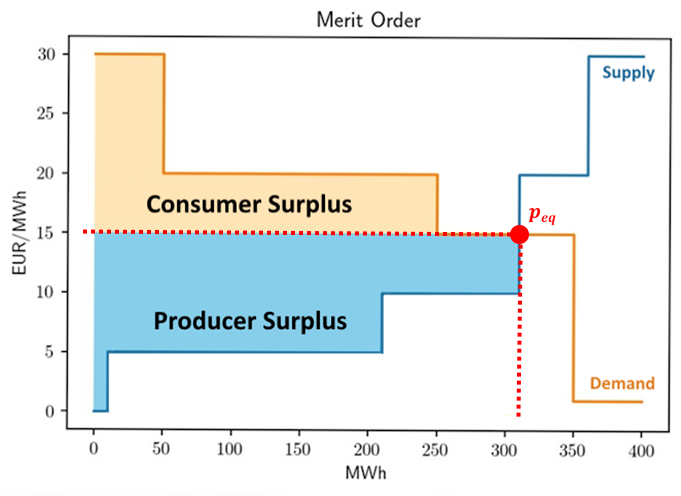 Merit Order
EUR/MWh
30
25
20
15
10
5
0
Supply
Consumer Surplus
p_eq
Producer Surplus
Demand
0 50 100 150 200 250 300 350 400
MWh